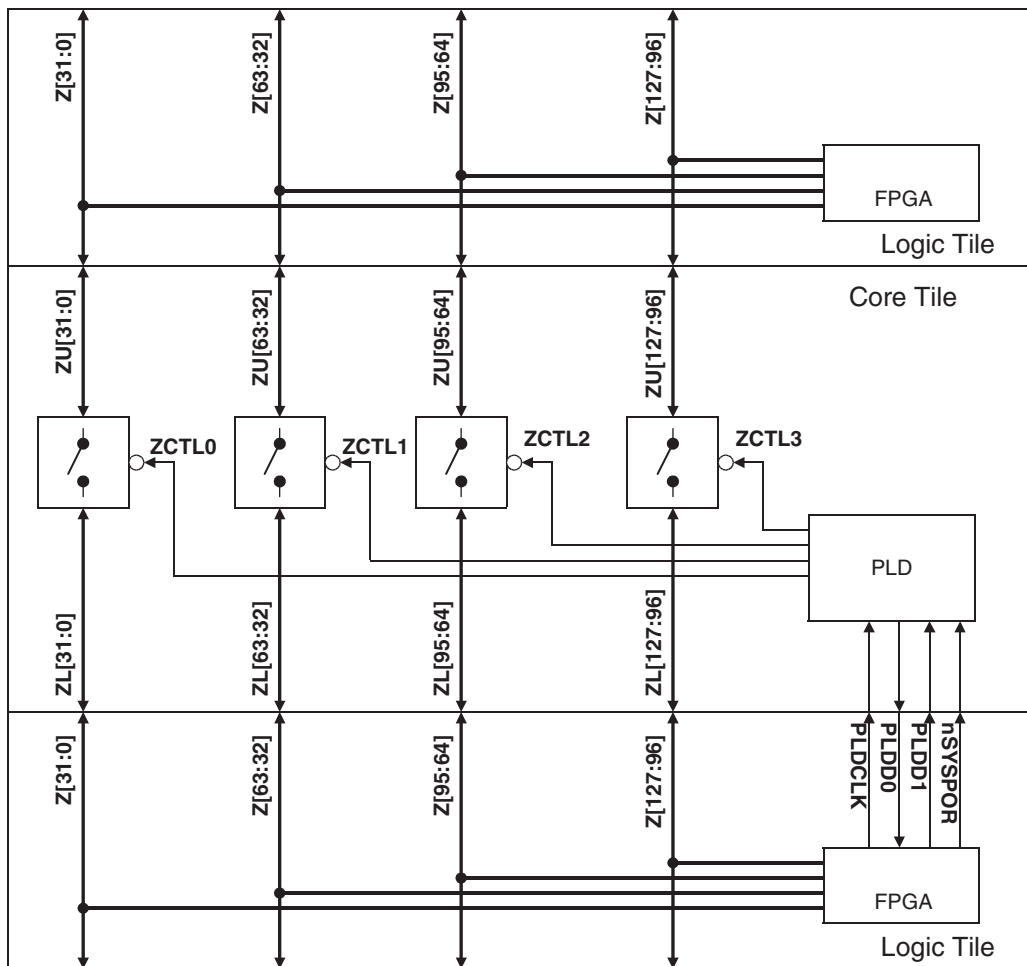 Z[31:0]
Z[63:32]
Z[95:64]
Z[127:96]
FPGA
Logic Tile
Core Tile
ZU[31:0]
ZU[63:32]
ZU[95:64]
ZU[127:96]
ZCTL0
ZCTL1
ZCTL2
ZCTL3
PLD
ZL[31:0]
ZL[63:32]
ZL[95:64]
ZL[127:96]
Z[31:0]
Z[63:32]
Z[95:64]
Z[127:96]
PLDCLK
PLDD0
PLDD1
nSYSPOR
FPGA
Logic Tile